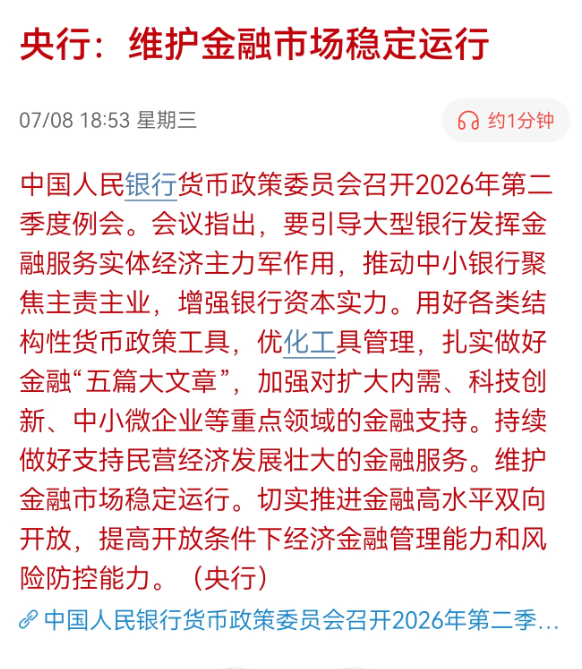 央行：维护金融市场稳定运行
07/08 18:53 星期三
约1分钟
中国人民银行货币政策委员会召开2026年第二
季度例会。会议指出，要引导大型银行发挥金
融服务实体经济主力军作用，推动中小银行聚
焦主责主业，增强银行资本实力。用好各类结
构性货币政策工具，优化工具管理，扎实做好
金融“五篇大文章”，加强对扩大内需、科技创
新、中小微企业等重点领域的金融支持。持续
做好支持民营经济发展壮大的金融服务。维护
金融市场稳定运行。切实推进金融高水平双向
开放，提高开放条件下经济金融管理能力和风
险防控能力。（央行）
中国人民银行货币政策委员会召开2026年第二季...